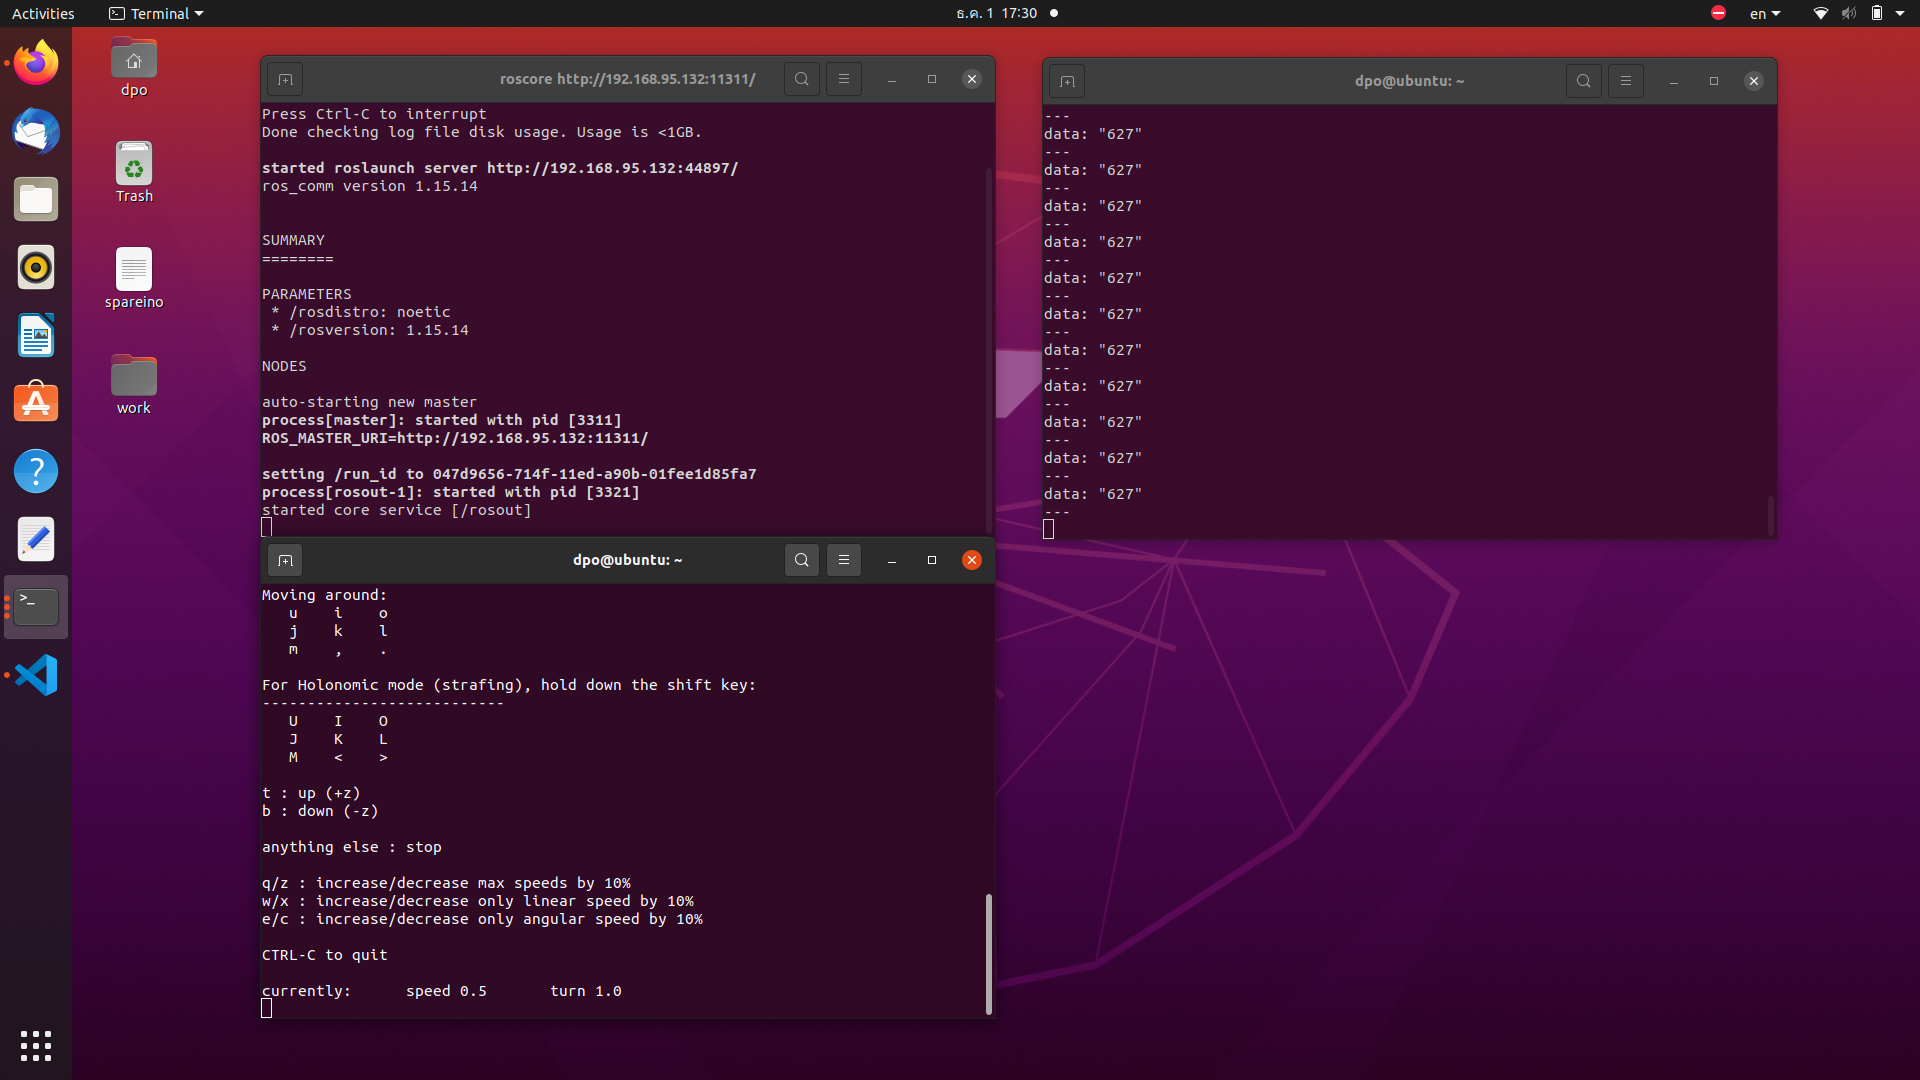 Activities
Terminal
ธ.ค. 1 17:30
en
dpo
Trash
spareino
work
roscore http://192.168.95.132:11311/
Press Ctrl-C to interrupt
Done checking log file disk usage. Usage is <1GB.
started roslaunch server http://192.168.95.132:44897/
ros_comm version 1.15.14
SUMMARY
========
PARAMETERS
* /rosdistro: noetic
* /rosversion: 1.15.14
NODES
auto-starting new master
process[master]: started with pid [3311]
ROS_MASTER_URI=http://192.168.95.132:11311/
setting /run_id to 047d9656-714f-11ed-a90b-01fee1d85fa7
process[rosout-1]: started with pid [3321]
started core service [/rosout]
dpo@ubuntu: ~
---
data: "627"
---
data: "627"
---
data: "627"
---
data: "627"
---
data: "627"
---
data: "627"
---
data: "627"
---
data: "627"
---
data: "627"
---
data: "627"
---
data: "627"
---
dpo@ubuntu: ~
Moving around:
u i o
j k l
m , .
For Holonomic mode (strafing), hold down the shift key:
---------------------------
U I O
J K L
M < >
t : up (+z)
b : down (-z)
anything else : stop
q/z : increase/decrease max speeds by 10%
w/x : increase/decrease only linear speed by 10%
e/c : increase/decrease only angular speed by 10%
CTRL-C to quit
currently: speed 0.5 turn 1.0